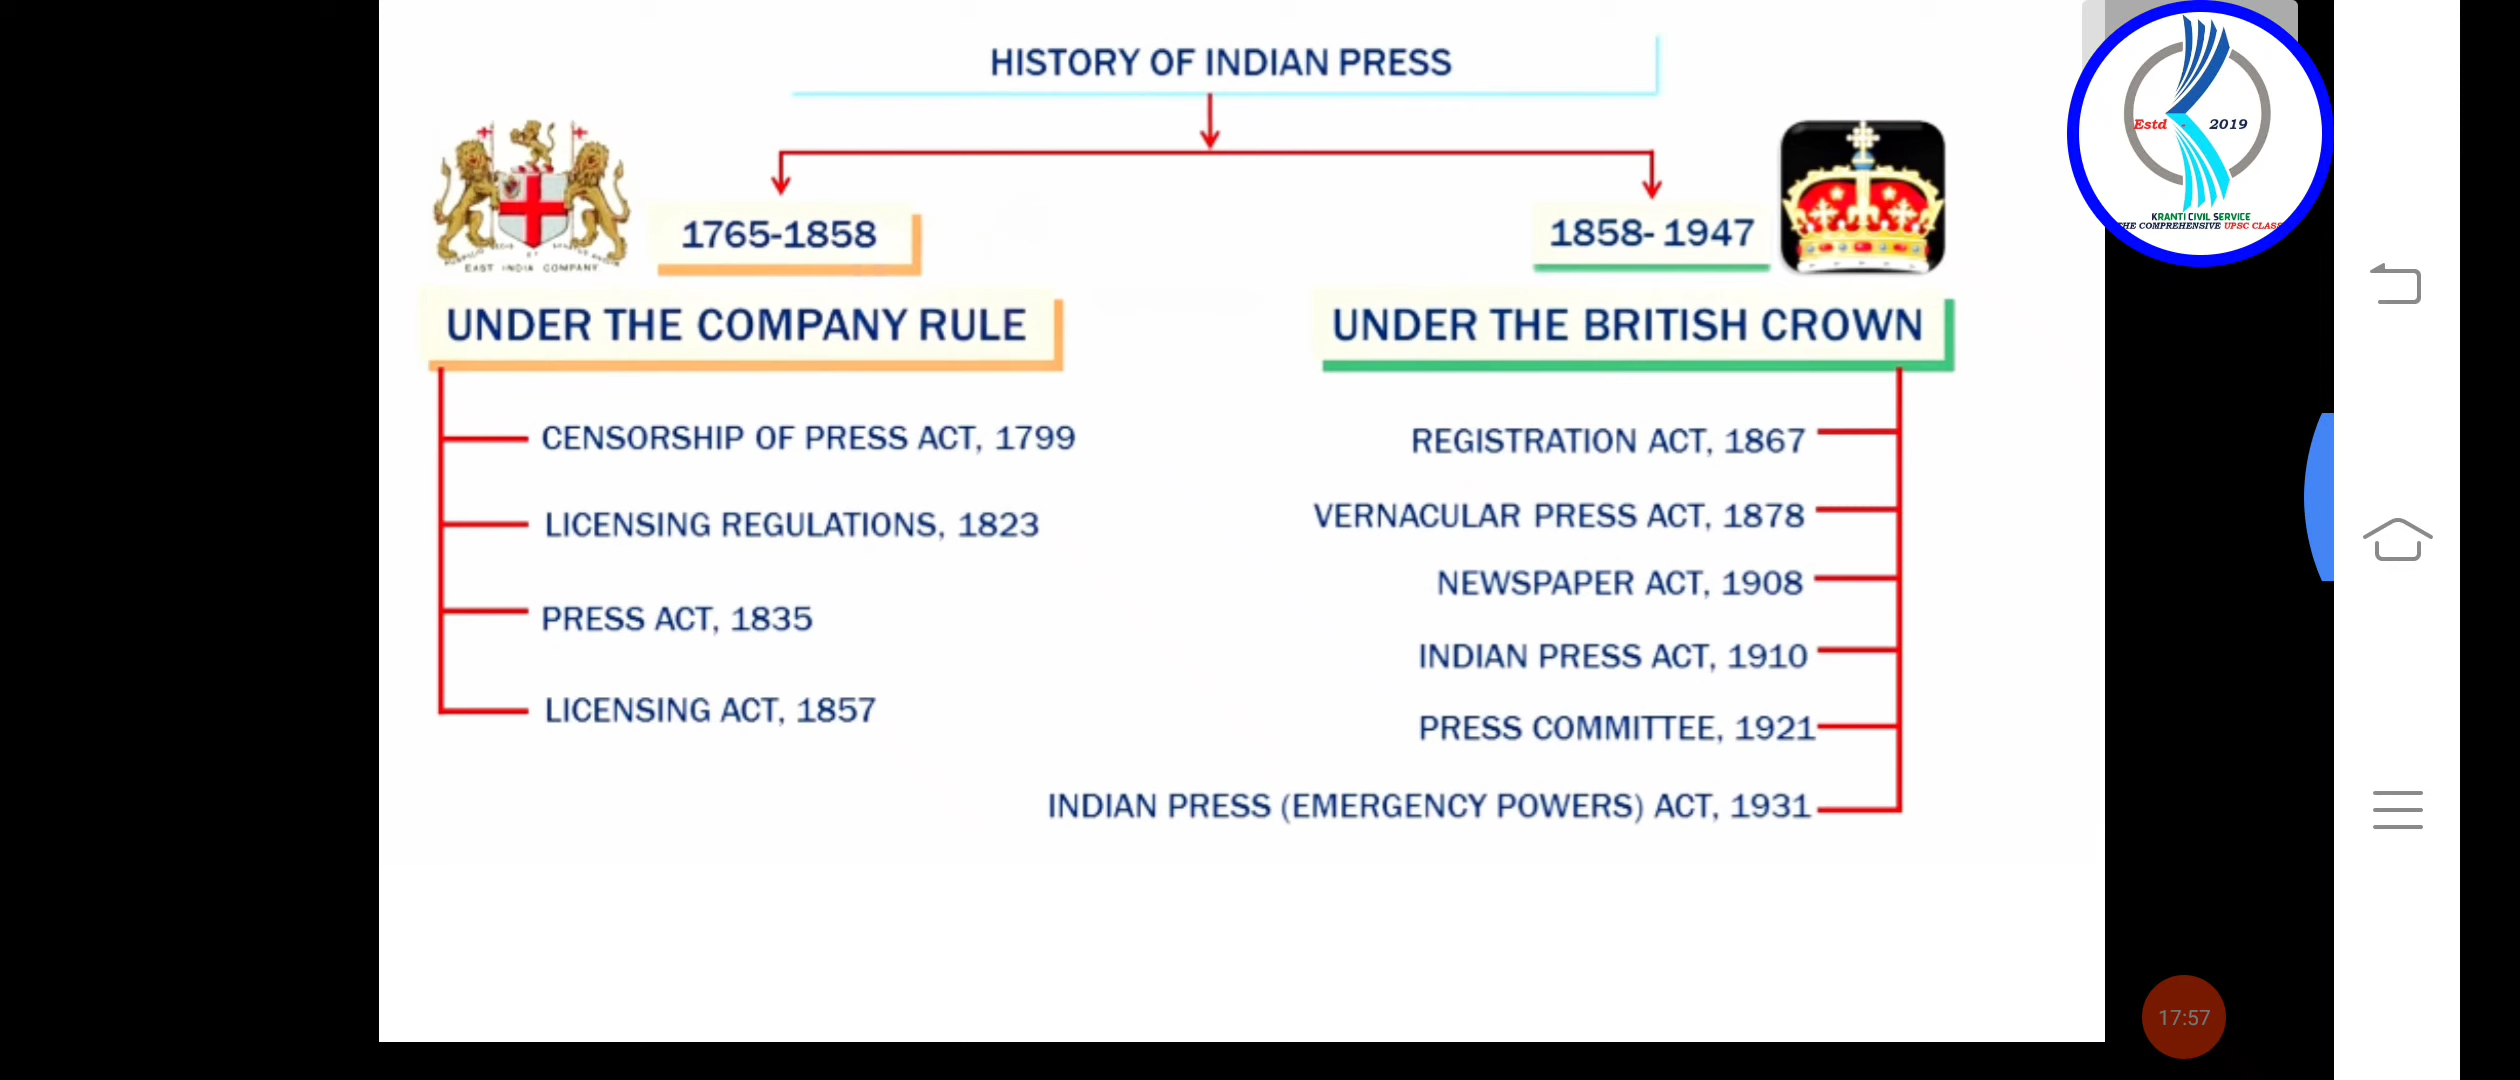 HISTORY OF INDIAN PRESS
1765-1858
1858- 1947
EAST INDIA COMPANY
UNDER THE COMPANY RULE
CENSORSHIP OF PRESS ACT, 1799
LICENSING REGULATIONS, 1823
PRESS ACT, 1835
LICENSING ACT, 1857
UNDER THE BRITISH CROWN
REGISTRATION ACT, 1867
VERNACULAR PRESS ACT, 1878
NEWSPAPER ACT, 1908
INDIAN PRESS ACT, 1910
PRESS COMMITTEE, 1921
INDIAN PRESS (EMERGENCY POWERS) ACT, 1931
Estd - 2019
KRANTI CIVIL SERVICE
THE COMPREHENSIVE UPSC CLASS
17:57